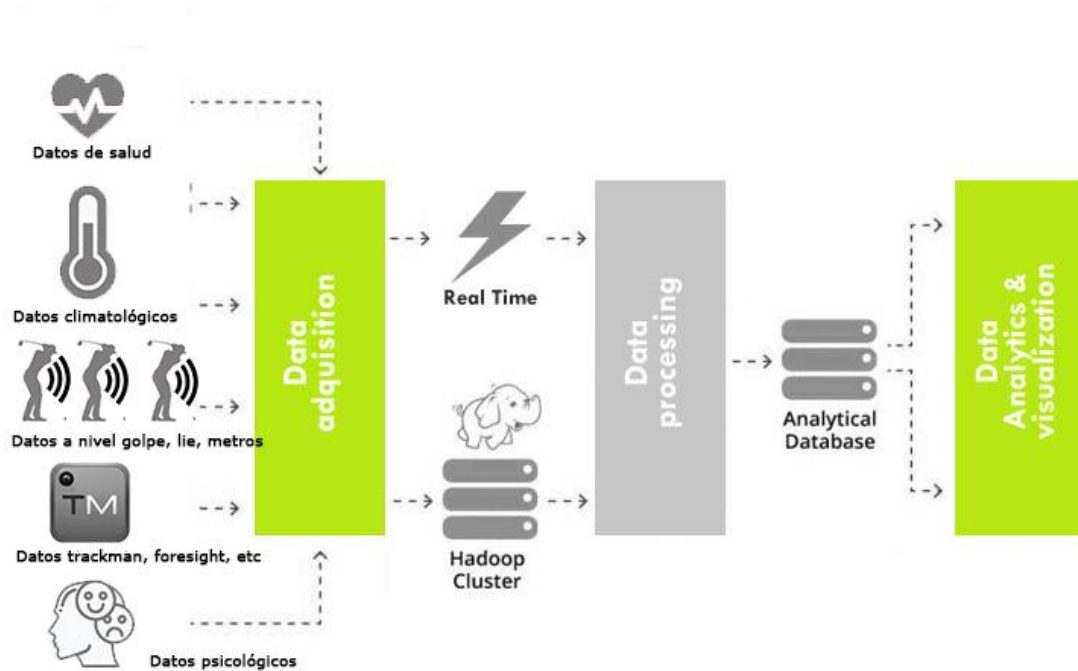 Datos de salud
Datos climatológicos
Datos a nivel golpe, lie, metros
TM
Datos trackman, foresight, etc
Datos psicológicos
Data
adquisition
Real Time
Hadoop
Cluster
Data
processing
Analytical
Database
Data
Analytics &
visualization